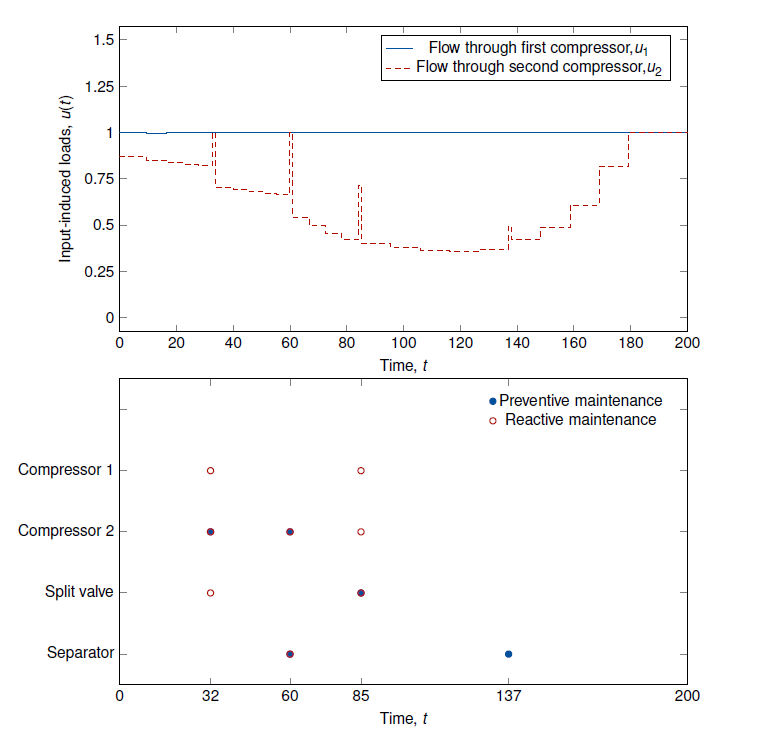 1.5
1.25
1
0.75
0.5
0.25
0
Input-induced loads, u(t)
Flow through first compressor,u1
Flow through second compressor,u2
0 20 40 60 80 100 120 140 160 180 200
Time, t
Preventive maintenance
Reactive maintenance
Compressor 1
Compressor 2
Split valve
Separator
0 32 60 85 137 200
Time, t